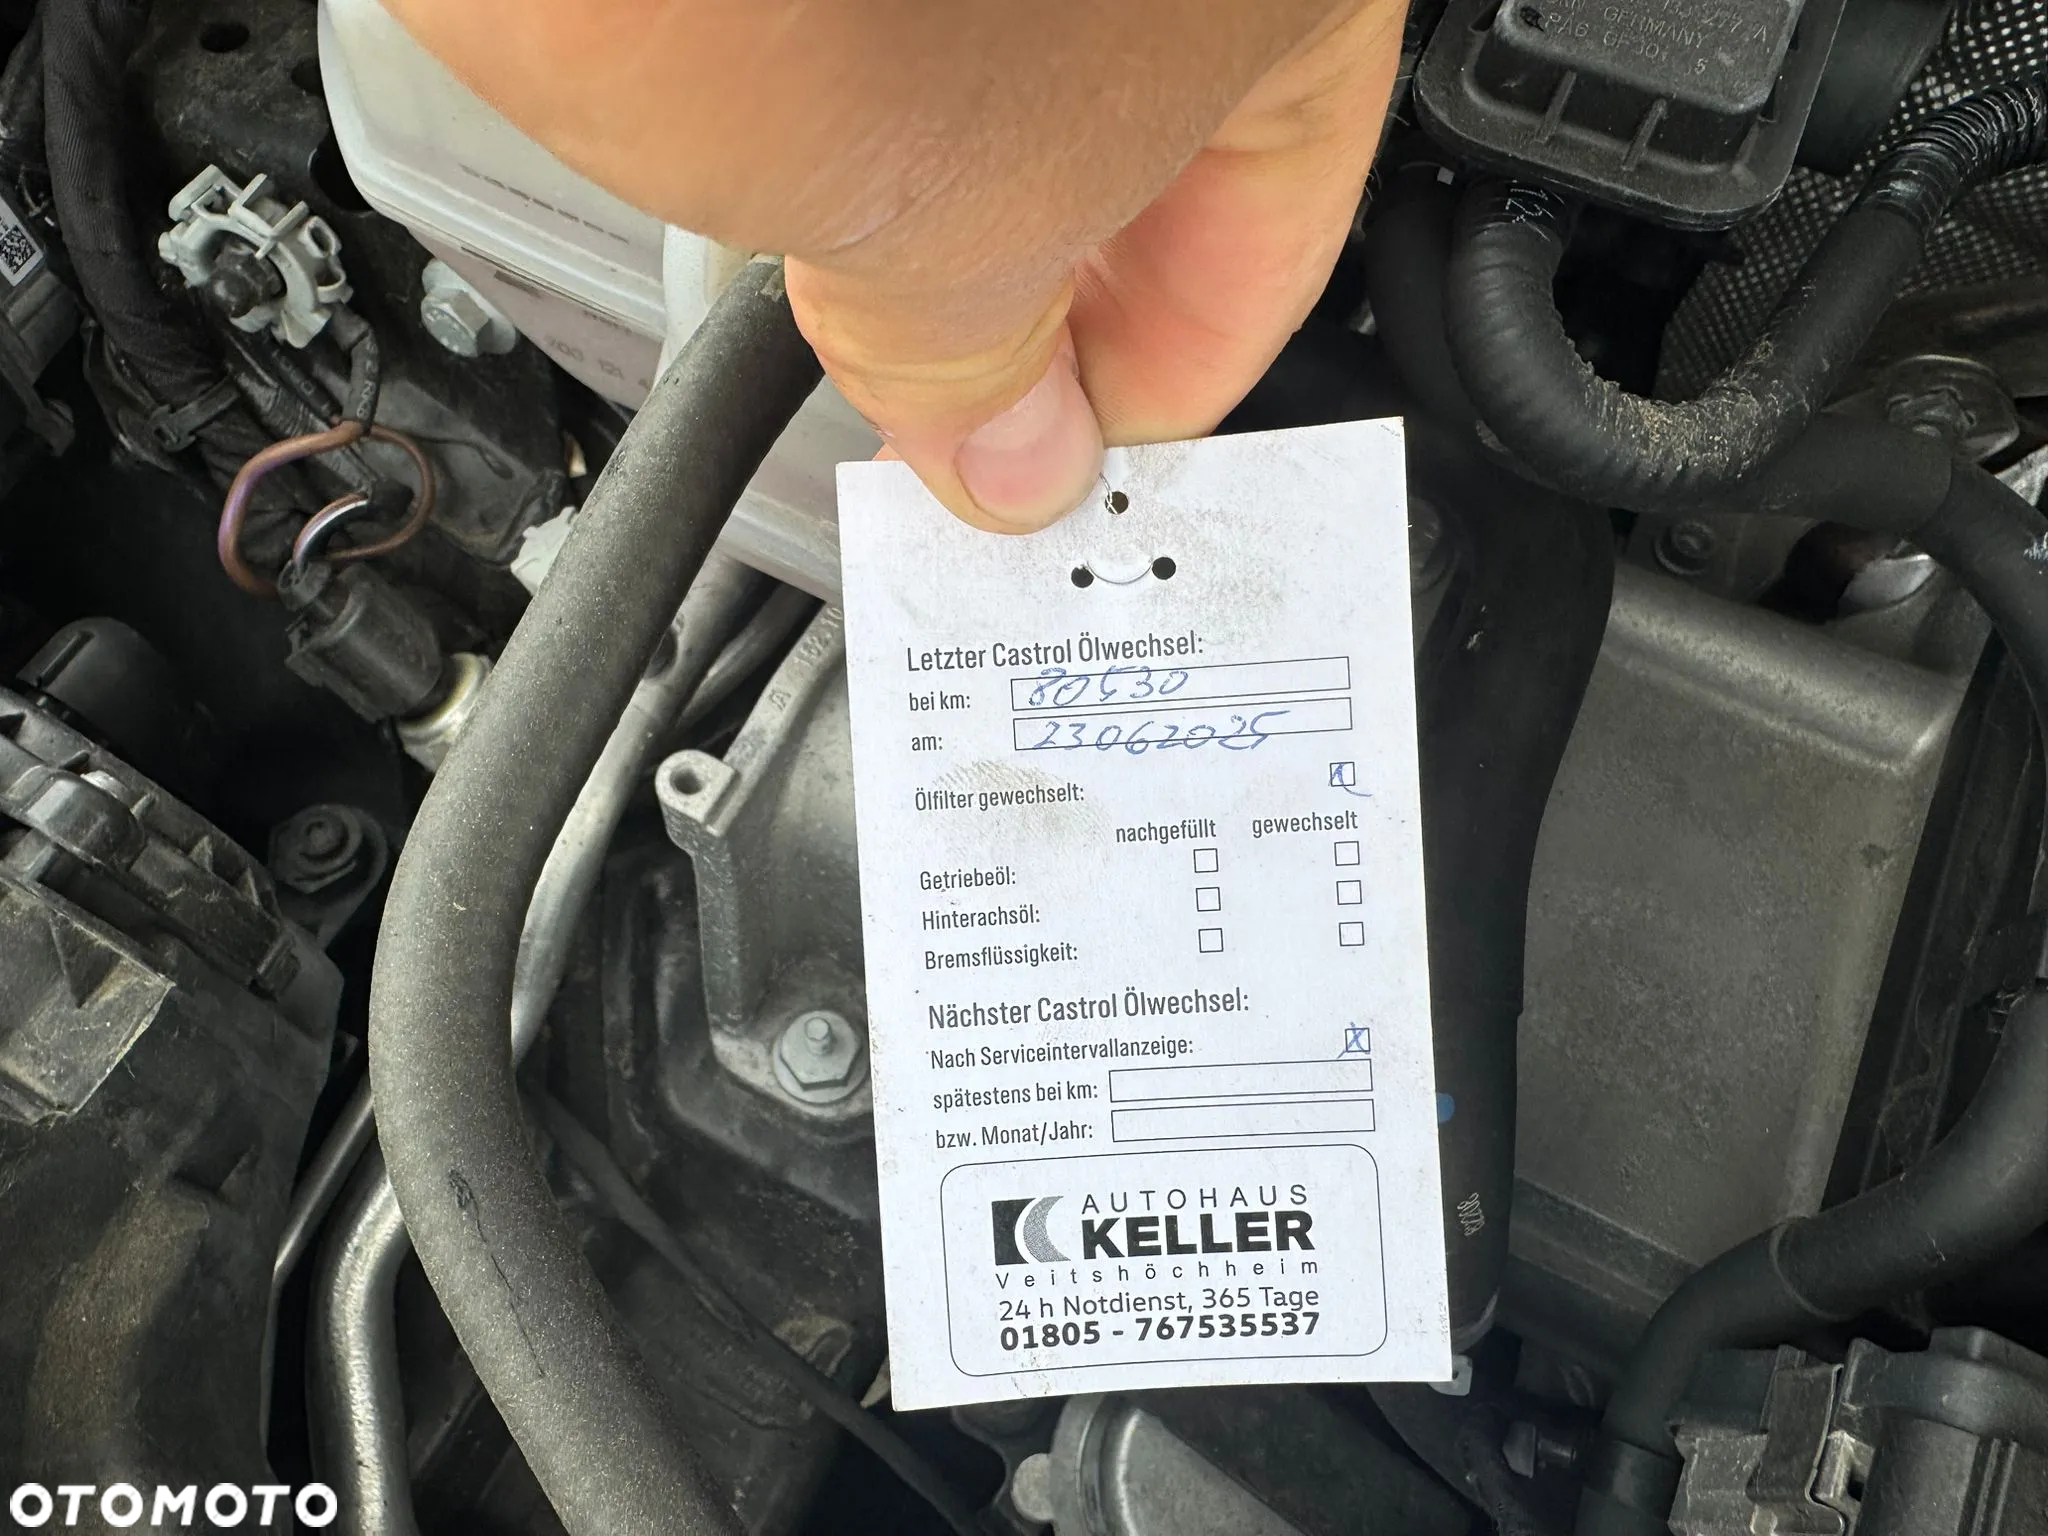 GERMANY
Letzter Castrol Ölwechsel:
bei km: 80530
am: 23062025
Ölfilter gewechselt:
nachgefüllt gewechselt
Getriebeöl:
Hinterachsöl:
Bremsflüssigkeit:
Nächster Castrol Ölwechsel:
Nach Serviceintervallanzeige:
spätestens bei km:
bzw. Monat/Jahr:
AUTOHAUS
KELLER
Veitshöchheim
24 h Notdienst, 365 Tage
01805 - 767535537
OTOMOTO